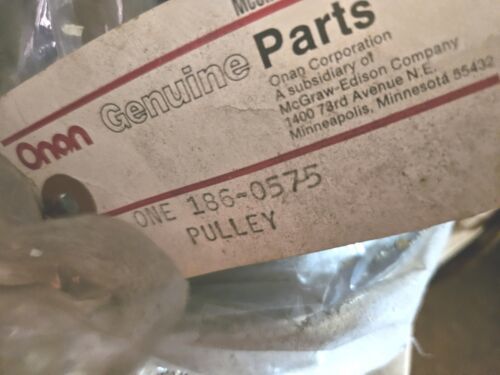 Onan Genuine Parts
Onan Corporation
A subsidiary of
McGraw-Edison Company
1400 73rd Avenue N.E.
Minneapolis, Minnesota 55432
ONE 186-0575
PULLEY